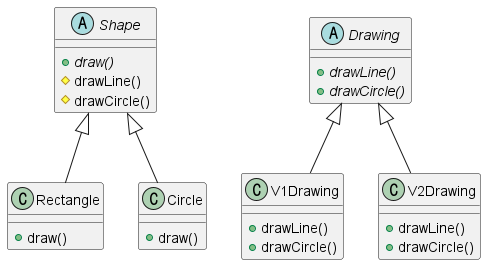 A Shape
draw()
drawLine()
drawCircle()
A Drawing
drawLine()
drawCircle()
C Rectangle
draw()
C Circle
draw()
C V1Drawing
drawLine()
drawCircle()
C V2Drawing
drawLine()
drawCircle()